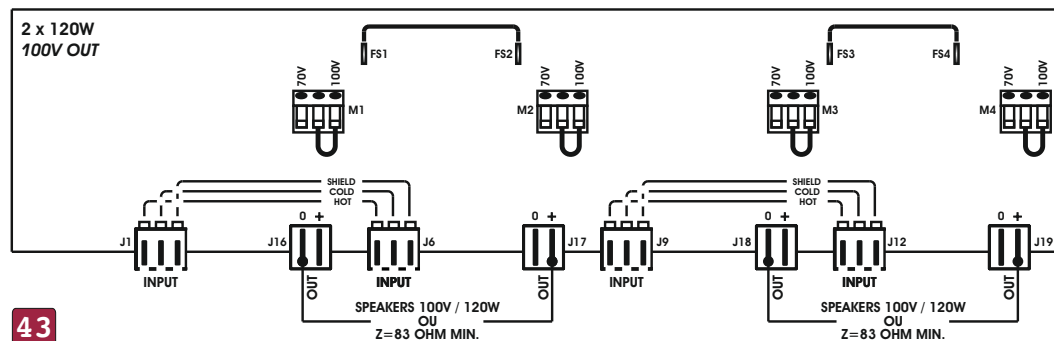 2 x 120W
100V OUT
FS1 FS2 FS3 FS4
70V 100V 70V 100V 70V 100V 70V 100V
M1 M2 M3 M4
SHIELD SHIELD
COLD COLD
HOT HOT
0 + 0 + 0 + 0 +
J1 J16 J6 J17 J9 J18 J12 J19
INPUT OUT INPUT OUT INPUT OUT INPUT OUT
SPEAKERS 100V / 120W SPEAKERS 100V / 120W
OU OU
Z=83 OHM MIN. Z=83 OHM MIN.
43